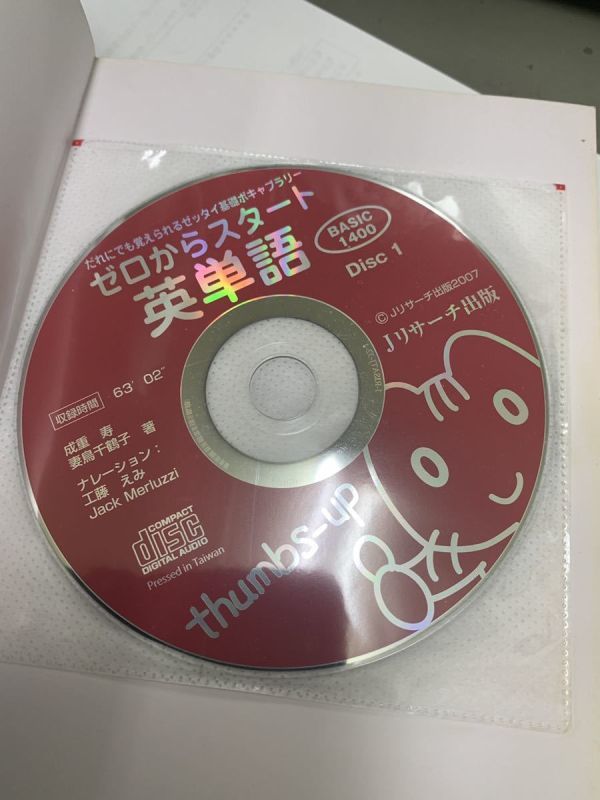 だれにでも覚えられるゼッタイ基礎ボキャブラリー
ゼロからスタート
英単語
BASIC
1400
Disc 1
Ⓒ Jリサーチ出版2007
Jリサーチ出版
収録時間 63' 02"
成重 寿
妻鳥千鶴子 著
ナレーション:
工藤 えみ
Jack Merluzzi
COMPACT
disc
DIGITAL AUDIO
Pressed in Taiwan
thumbs-up